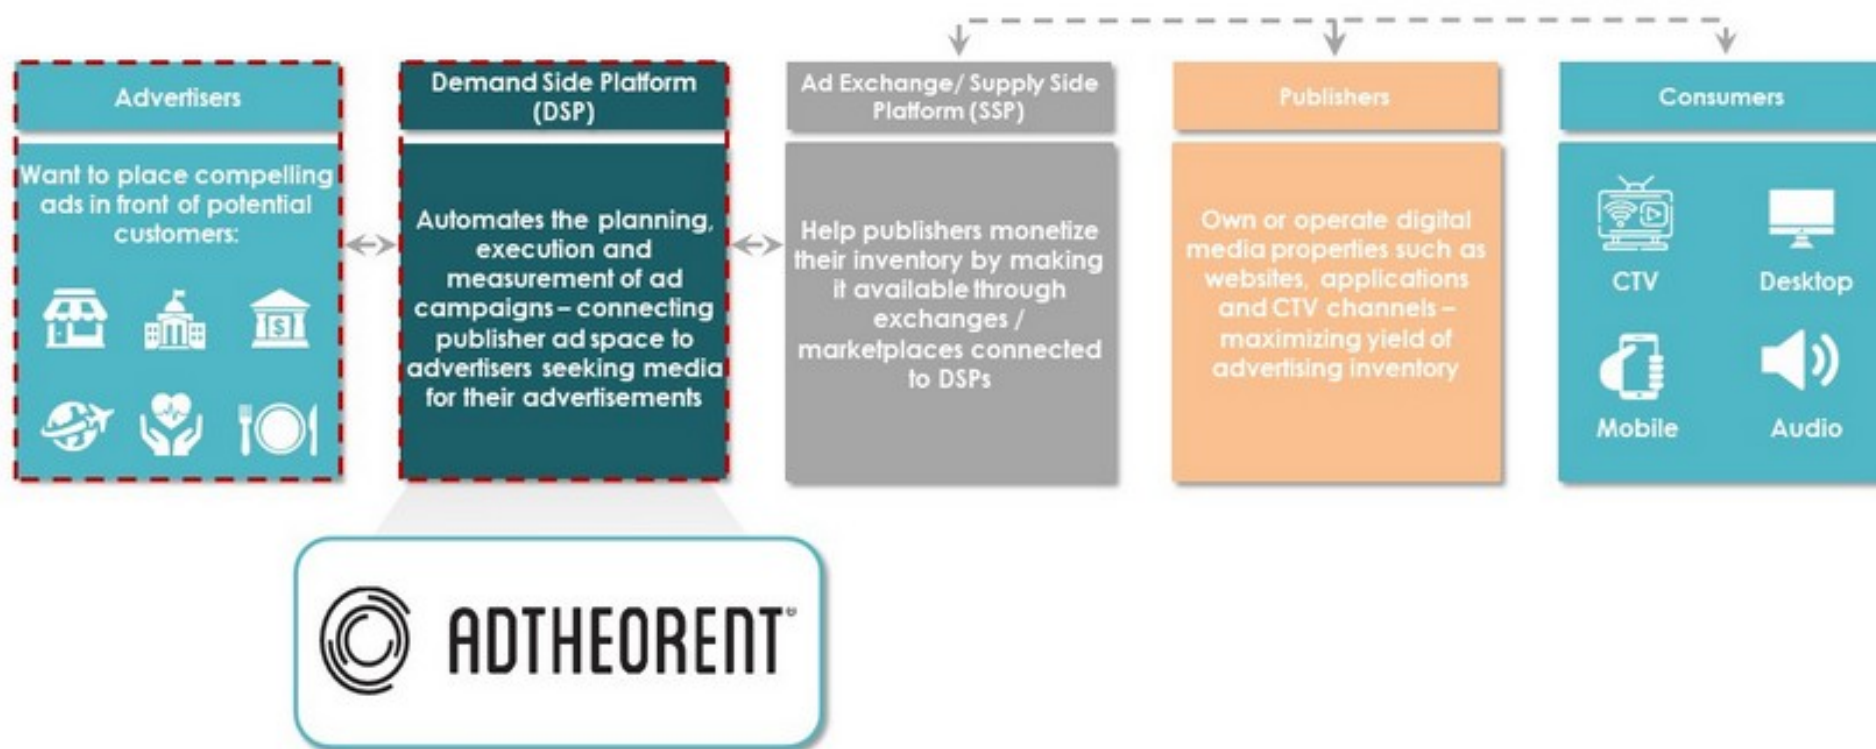 Advertisers
Want to place compelling
ads in front of potential
customers:
Demand Side Platform
(DSP)
Automates the planning,
execution and
measurement of ad
campaigns – connecting
publisher ad space to
advertisers seeking media
for their advertisements
Ad Exchange/ Supply Side
Platform (SSP)
Help publishers monetize
their inventory by making
it available through
exchanges /
marketplaces connected
to DSPs
Publishers
Own or operate digital
media properties such as
websites, applications
and CTV channels –
maximizing yield of
advertising inventory
Consumers
CTV
Desktop
Mobile
Audio
ADTHEORENT